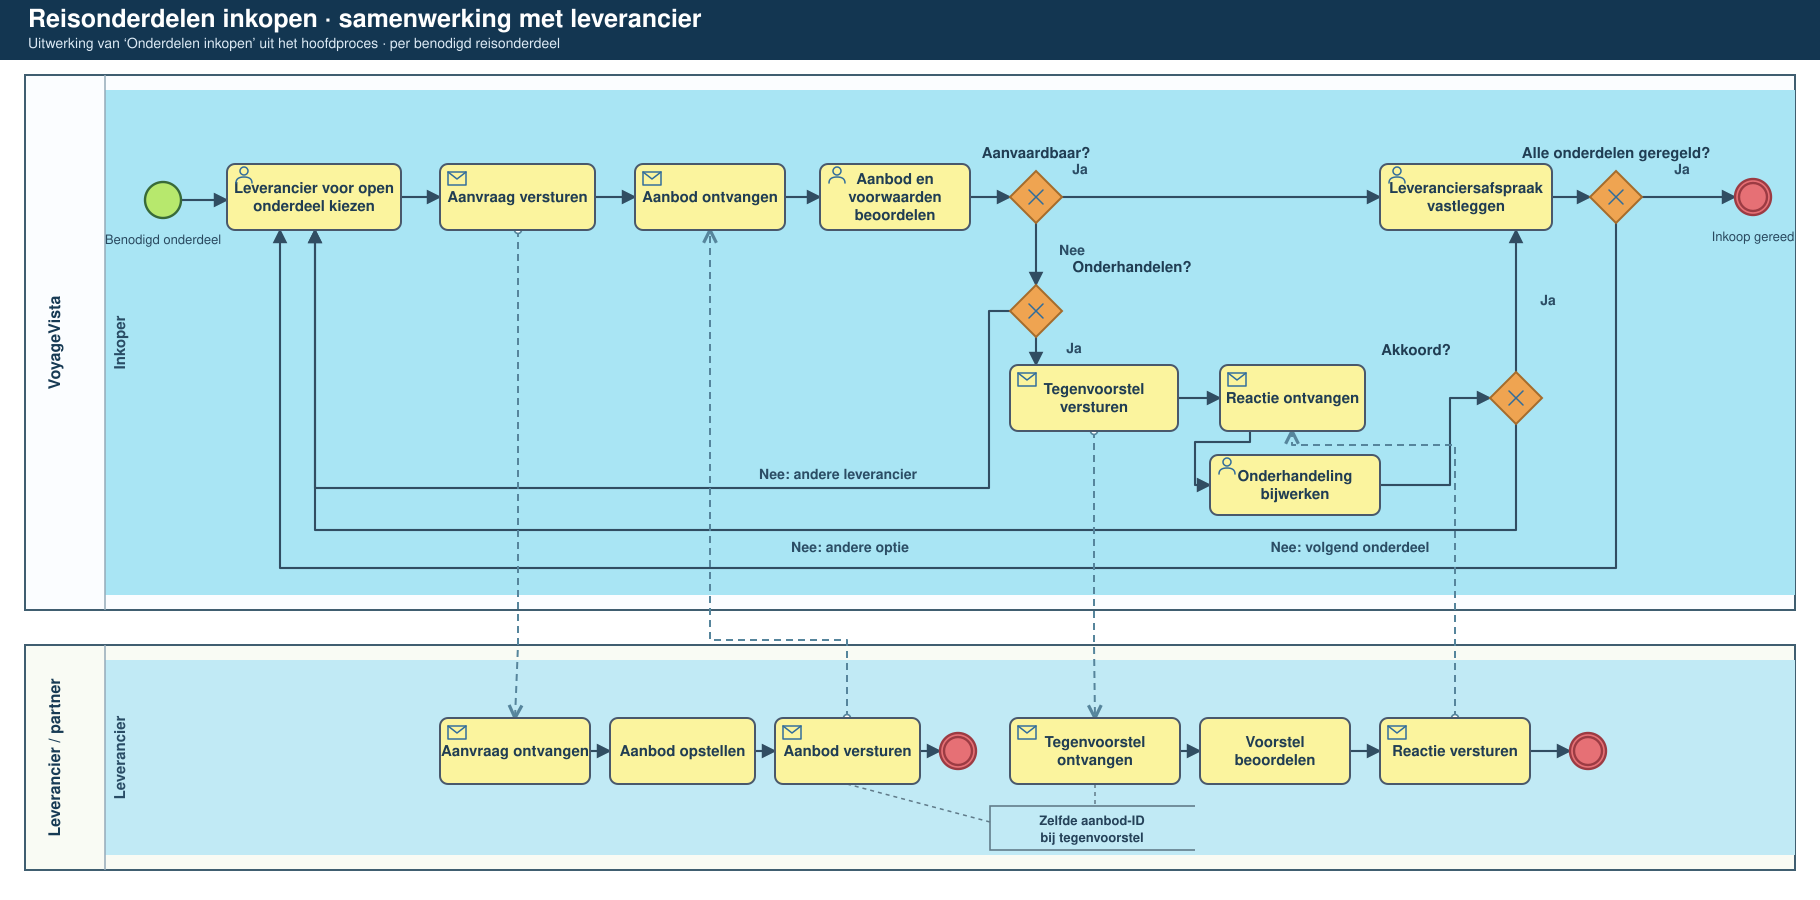 Reisonderdelen inkopen · samenwerking met leverancier
Uitwerking van ‘Onderdelen inkopen’ uit het hoofdproces · per benodigd reisonderdeel
VoyageVista
Inkoper
Benodigd onderdeel
Leverancier voor open
onderdeel kiezen
Aanvraag versturen
Aanbod ontvangen
Aanbod en
voorwaarden
beoordelen
Aanvaardbaar?
Ja
Leveranciersafspraak
vastleggen
Alle onderdelen geregeld?
Ja
Inkoop gereed
Nee
Onderhandelen?
Ja
Ja
Akkoord?
Tegenvoorstel
versturen
Reactie ontvangen
Onderhandeling
bijwerken
Nee: andere leverancier
Nee: andere optie
Nee: volgend onderdeel
Leverancier / partner
Leverancier
Aanvraag ontvangen
Aanbod opstellen
Aanbod versturen
Tegenvoorstel
ontvangen
Voorstel
beoordelen
Reactie versturen
Zelfde aanbod-ID
bij tegenvoorstel